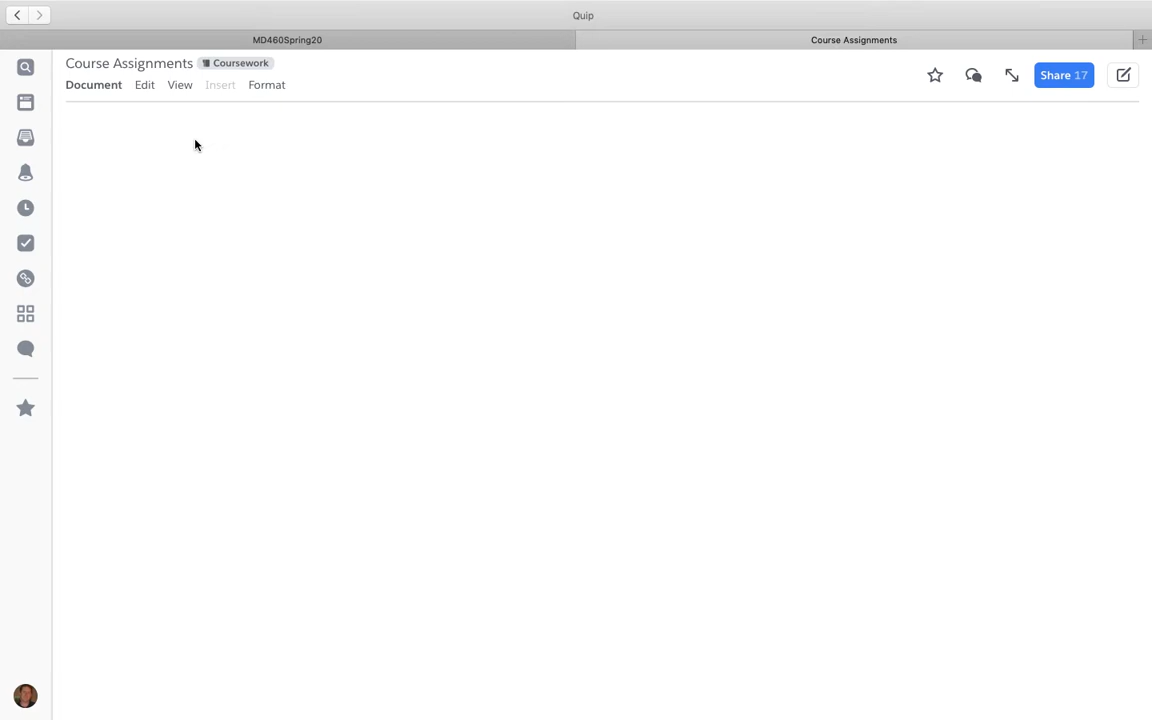 Quip
MD460Spring20
Course Assignments
Course Assignments Coursework
Document Edit View Insert Format
Share 17